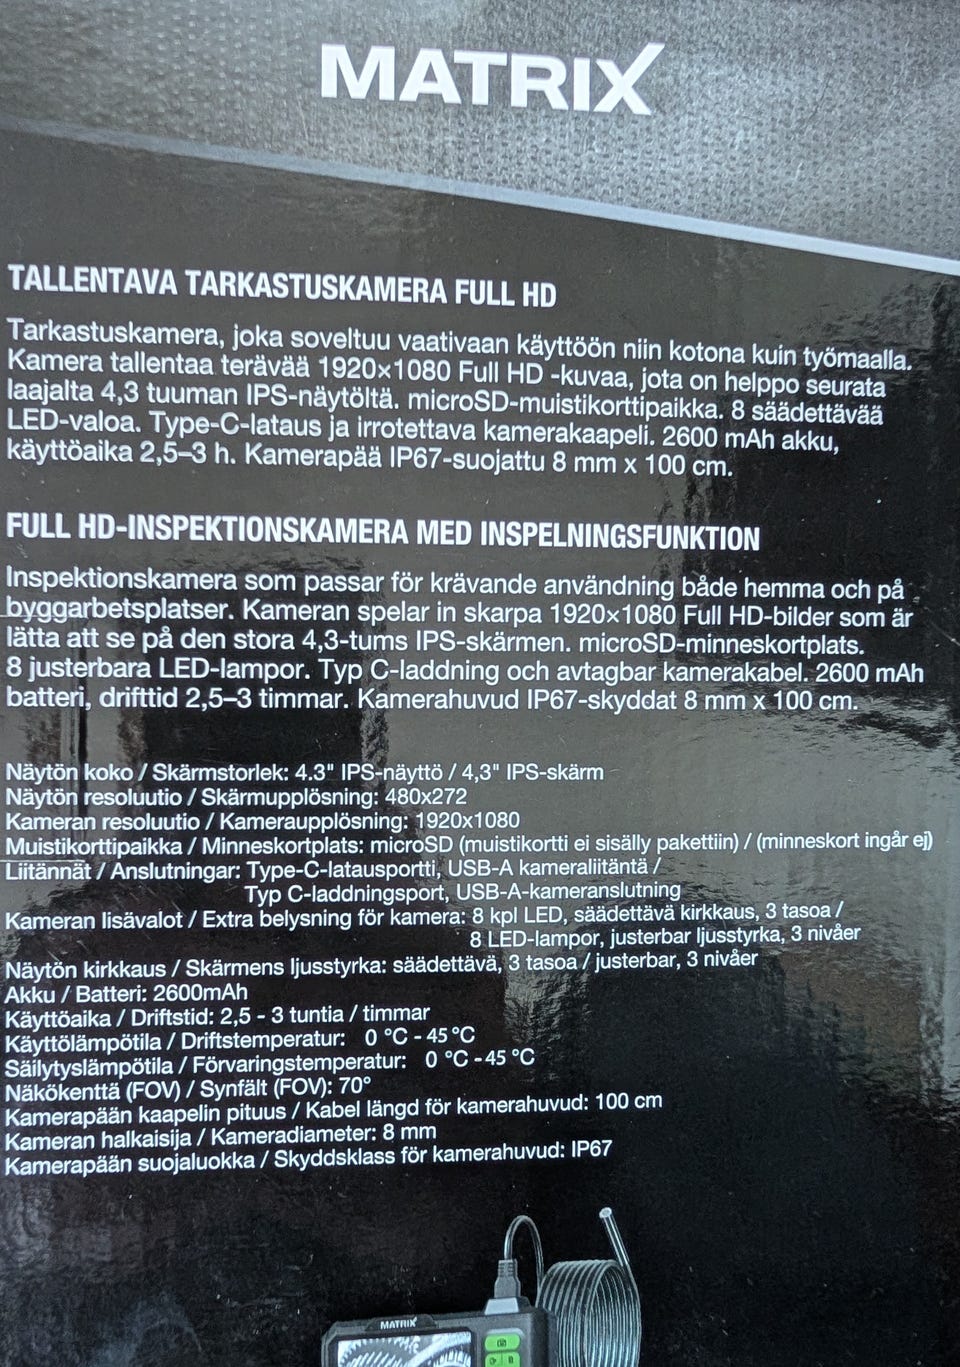 MATRIX
TALLENTAVA TARKASTUSKAMERA FULL HD
Tarkastuskamera, joka soveltuu vaativaan käyttöön niin kotona kuin työmaalla.
Kamera tallentaa terävää 1920×1080 Full HD -kuvaa, jota on helppo seurata
laajalta 4,3 tuuman IPS-näytöltä. microSD-muistikorttipaikka. 8 säädettävää
LED-valoa. Type-C-lataus ja irrotettava kamerakaapeli. 2600 mAh akku,
käyttöaika 2,5–3 h. Kamerapää IP67-suojattu 8 mm x 100 cm.
FULL HD-INSPEKTIONSKAMERA MED INSPELNINGSFUNKTION
Inspektionskamera som passar för krävande användning både hemma och på
byggarbetsplatser. Kameran spelar in skarpa 1920×1080 Full HD-bilder som är
lätta att se på den stora 4,3-tums IPS-skärmen. microSD-minneskortplats.
8 justerbara LED-lampor. Typ C-laddning och avtagbar kamerakabel. 2600 mAh
batteri, drifttid 2,5–3 timmar. Kamerahuvud IP67-skyddat 8 mm x 100 cm.
Näytön koko / Skärmstorlek: 4.3" IPS-näyttö / 4,3" IPS-skärm
Näytön resoluutio / Skärmupplösning: 480x272
Kameran resoluutio / Kameraupplösning: 1920x1080
Muistikorttipaikka / Minneskortplats: microSD (muistikortti ei sisälly pakettiin) / (minneskort ingår ej)
Liitännät / Anslutningar: Type-C-latausportti, USB-A kameraliitäntä /
Typ C-laddningsport, USB-A-kameranslutning
Kameran lisävalot / Extra belysning för kamera: 8 kpl LED, säädettävä kirkkaus, 3 tasoa /
8 LED-lampor, justerbar ljusstyrka, 3 nivåer
Näytön kirkkaus / Skärmens ljusstyrka: säädettävä, 3 tasoa / justerbar, 3 nivåer
Akku / Batteri: 2600mAh
Käyttöaika / Driftstid: 2,5 - 3 tuntia / timmar
Käyttölämpötila / Driftstemperatur: 0 °C - 45 °C
Säilytyslämpötila / Förvaringstemperatur: 0 °C - 45 °C
Näkökenttä (FOV) / Synfält (FOV): 70°
Kamerapään kaapelin pituus / Kabel längd för kamerahuvud: 100 cm
Kameran halkaisija / Kameradiameter: 8 mm
Kamerapään suojaluokka / Skyddsklass för kamerahuvud: IP67
MATRIX